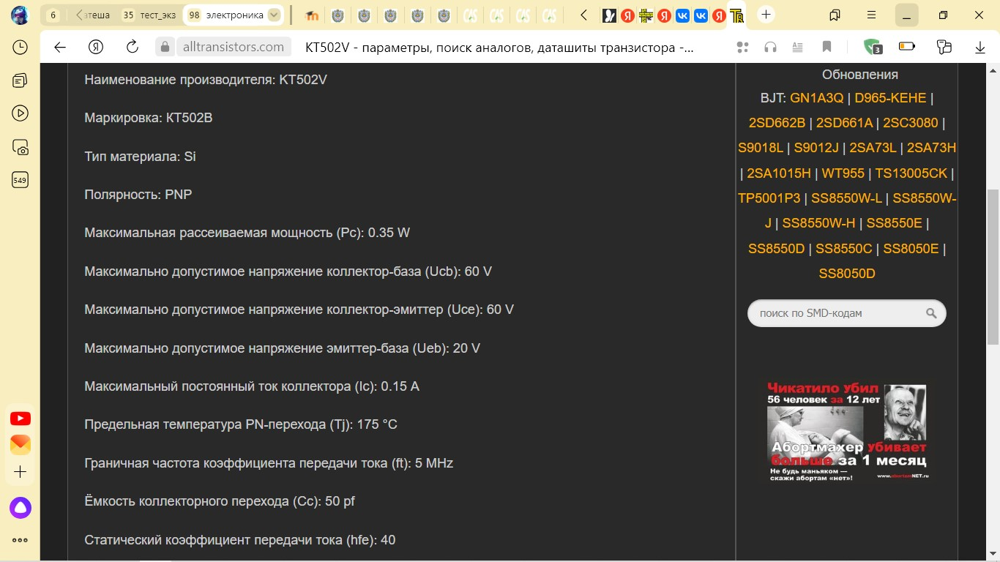 6
атеша
35 тест_экз
98 электроника
alltransistors.com
KT502V - параметры, поиск аналогов, даташиты транзистора -...
3
549
Наименование производителя: KT502V
Маркировка: КТ502В
Тип материала: Si
Полярность: PNP
Максимальная рассеиваемая мощность (Pc): 0.35 W
Максимально допустимое напряжение коллектор-база (Ucb): 60 V
Максимально допустимое напряжение коллектор-эмиттер (Uce): 60 V
Максимально допустимое напряжение эмиттер-база (Ueb): 20 V
Максимальный постоянный ток коллектора (Ic): 0.15 A
Предельная температура PN-перехода (Tj): 175 °C
Граничная частота коэффициента передачи тока (ft): 5 MHz
Ёмкость коллекторного перехода (Cc): 50 pf
Статический коэффициент передачи тока (hfe): 40
Обновления
BJT: GN1A3Q | D965-KEHE |
2SD662B | 2SD661A | 2SC3080 |
S9018L | S9012J | 2SA73L | 2SA73H
| 2SA1015H | WT955 | TS13005CK |
TP5001P3 | SS8550W-L | SS8550W-
J | SS8550W-H | SS8550E |
SS8550D | SS8550C | SS8050E |
SS8050D
поиск по SMD-кодам
Чикатило убил
56 человек за 12 лет
Абортмахер убивает
больше за 1 месяц
Не будь маньяком —
скажи абортам «нет»!
www.abortamNET.ru